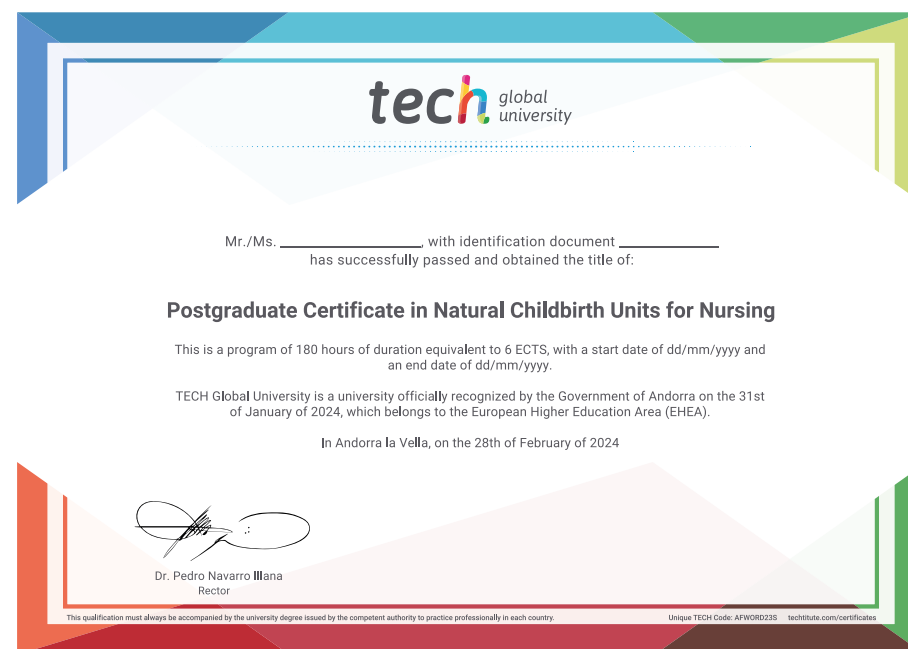 tech global university
Mr./Ms. ____________________, with identification document ______________
has successfully passed and obtained the title of:
Postgraduate Certificate in Natural Childbirth Units for Nursing
This is a program of 180 hours of duration equivalent to 6 ECTS, with a start date of dd/mm/yyyy and
an end date of dd/mm/yyyy.
TECH Global University is a university officially recognized by the Government of Andorra on the 31st
of January of 2024, which belongs to the European Higher Education Area (EHEA).
In Andorra la Vella, on the 28th of February of 2024
Dr. Pedro Navarro Illana
Rector
This qualification must always be accompanied by the university degree issued by the competent authority to practice professionally in each country.
Unique TECH Code: AFWORD23S techtitute.com/certificates